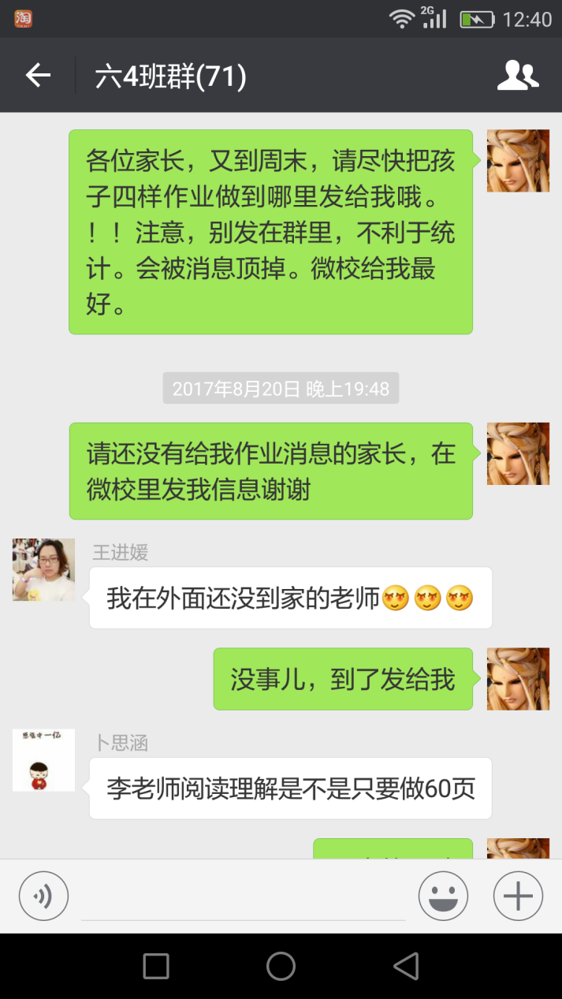 淘
2G
12:40
六4班群(71)
各位家长，又到周末，请尽快把孩
子四样作业做到哪里发给我哦。
！！注意，别发在群里，不利于统
计。会被消息顶掉。微校给我最
好。
2017年8月20日 晚上19:48
请还没有给我作业消息的家长，在
微校里发我信息谢谢
王进媛
我在外面还没到家的老师😏😏😏
没事儿，到了发给我
卜思涵
李老师阅读理解是不是只要做60页